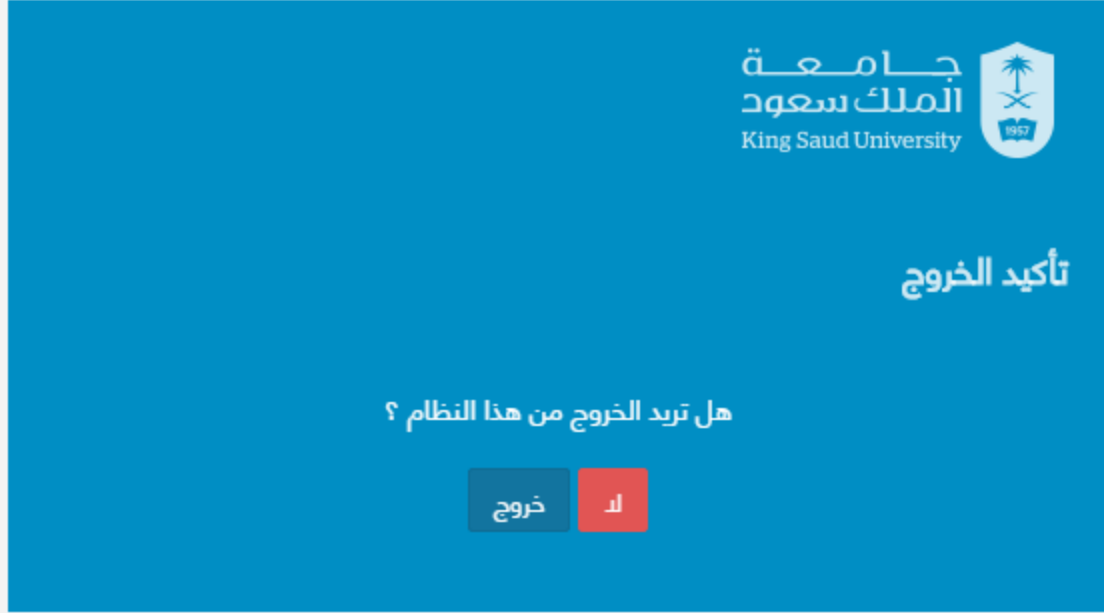 جامعة
الملك سعود
King Saud University
1957
تأكيد الخروج
هل تريد الخروج من هذا النظام ؟
لا
خروج